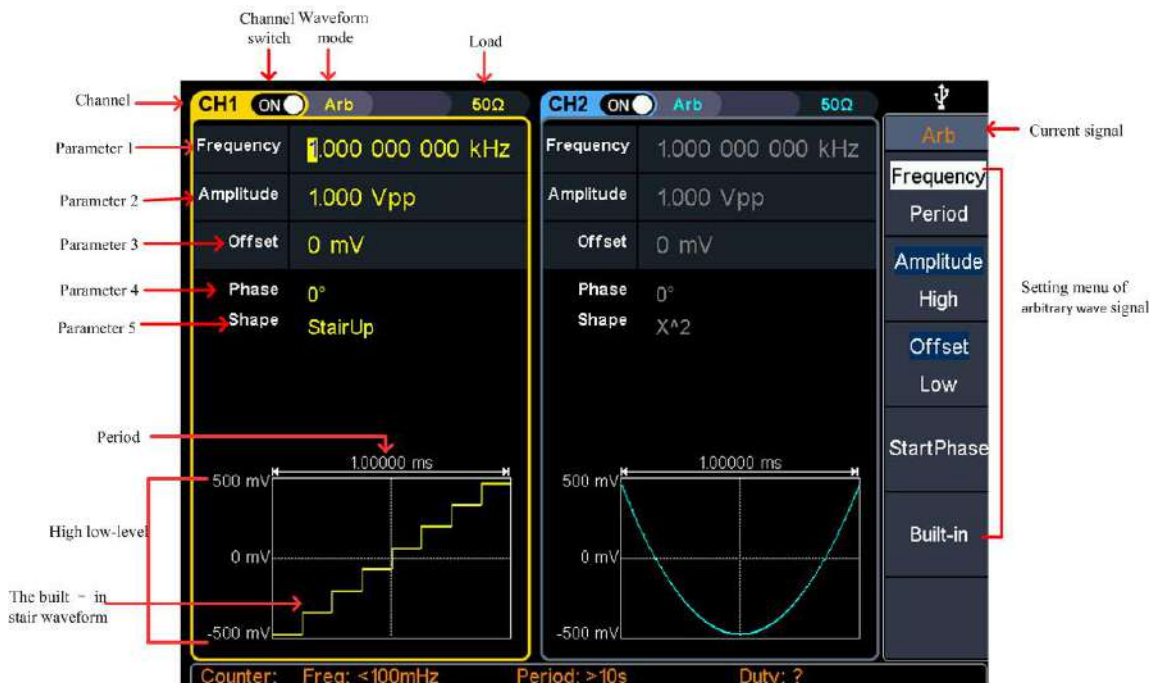 Channel Waveform
switch mode
Load
Channel
CH1 ON Arb 50Ω
CH2 ON Arb 50Ω
Parameter 1
Frequency 1.000 000 000 kHz
Frequency 1.000 000 000 kHz
Parameter 2
Amplitude 1.000 Vpp
Amplitude 1.000 Vpp
Parameter 3
Offset 0 mV
Offset 0 mV
Parameter 4
Phase 0°
Phase 0°
Parameter 5
Shape StairUp
Shape X^2
Period
1.00000 ms
1.00000 ms
500 mV
500 mV
High low-level
0 mV
0 mV
The built - in
stair waveform
-500 mV
-500 mV
Arb
Current signal
Frequency
Period
Amplitude
High
Setting menu of
arbitrary wave signal
Offset
Low
StartPhase
Built-in
Counter: Freq: <100mHz Period: >10s Duty: ?